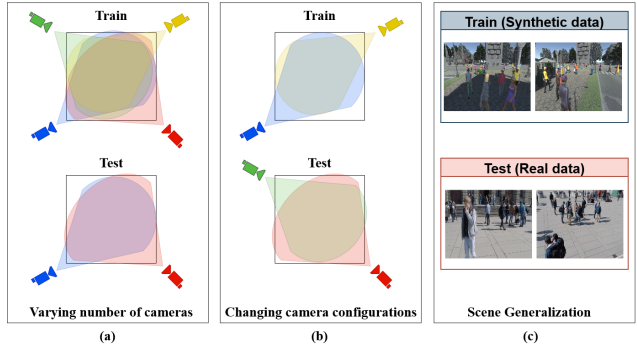 Train
Test
Varying number of cameras
(a)
Train
Test
Changing camera configurations
(b)
Train (Synthetic data)
Test (Real data)
Scene Generalization
(c)